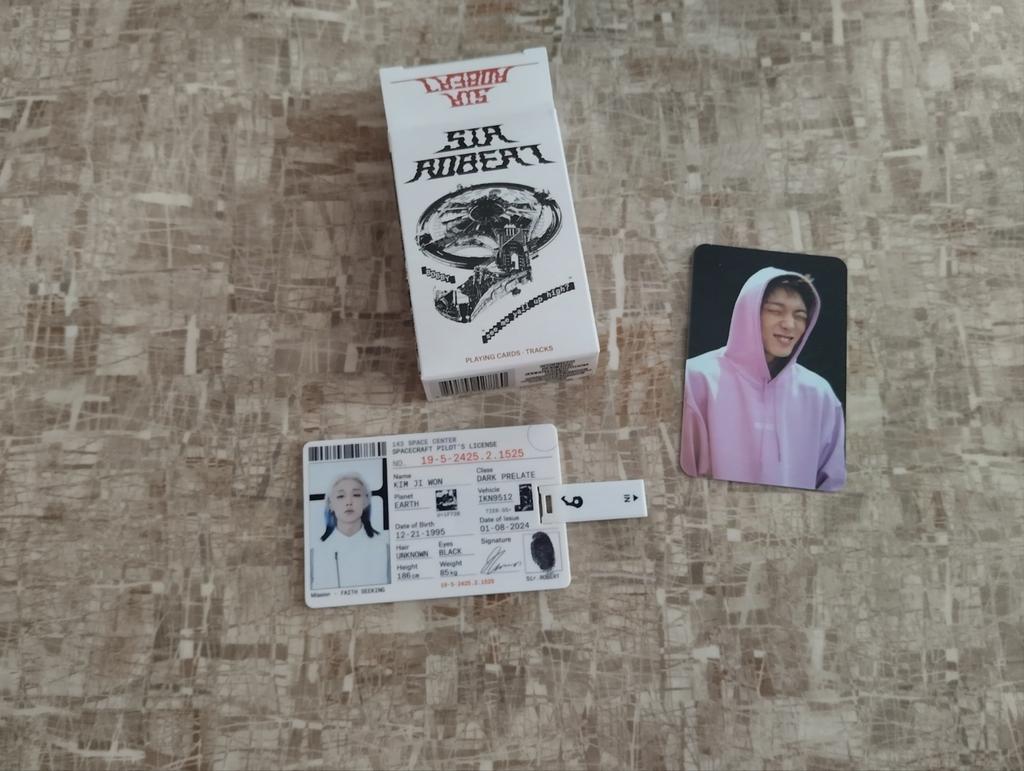 SIR
ROBERT
SIR
ROBERT
BOBBY
PLAYING CARDS · TRACKS
143 SPACE CENTER
SPACECRAFT PILOT'S LICENSE
NO. 19-5-2425.2.1525
Name
KIM JI WON
Class
DARK PRELATE
Planet
EARTH
Vehicle
IKN9512
Date of Birth
12-21-1995
Date of Issue
01-08-2024
Hair
UNKNOWN
Eyes
BLACK
Signature
Height
186cm
Weight
85kg
Sir.ROBERT
Mission - FAITH SEEKING
19-5-2425.2.1525
IN